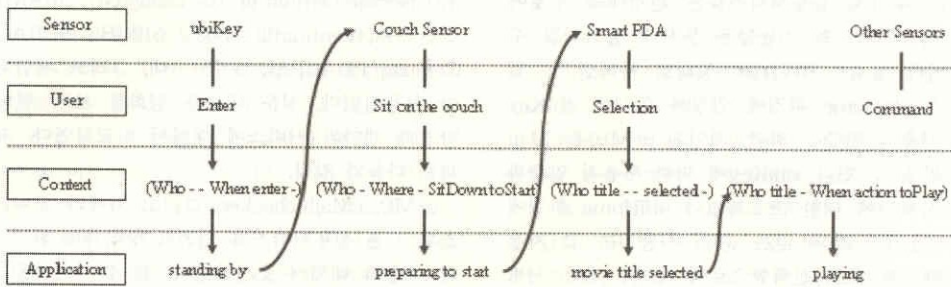 Sensor ubiKey Couch Sensor Smart PDA Other Sensors
User Enter Sit on the couch Selection Command
Context (Who - - When enter -) (Who - Where - SitDown toStart) (Who title - - selected -) (Who title - When action toPlay)
Application standing by preparing to start movie title selected playing